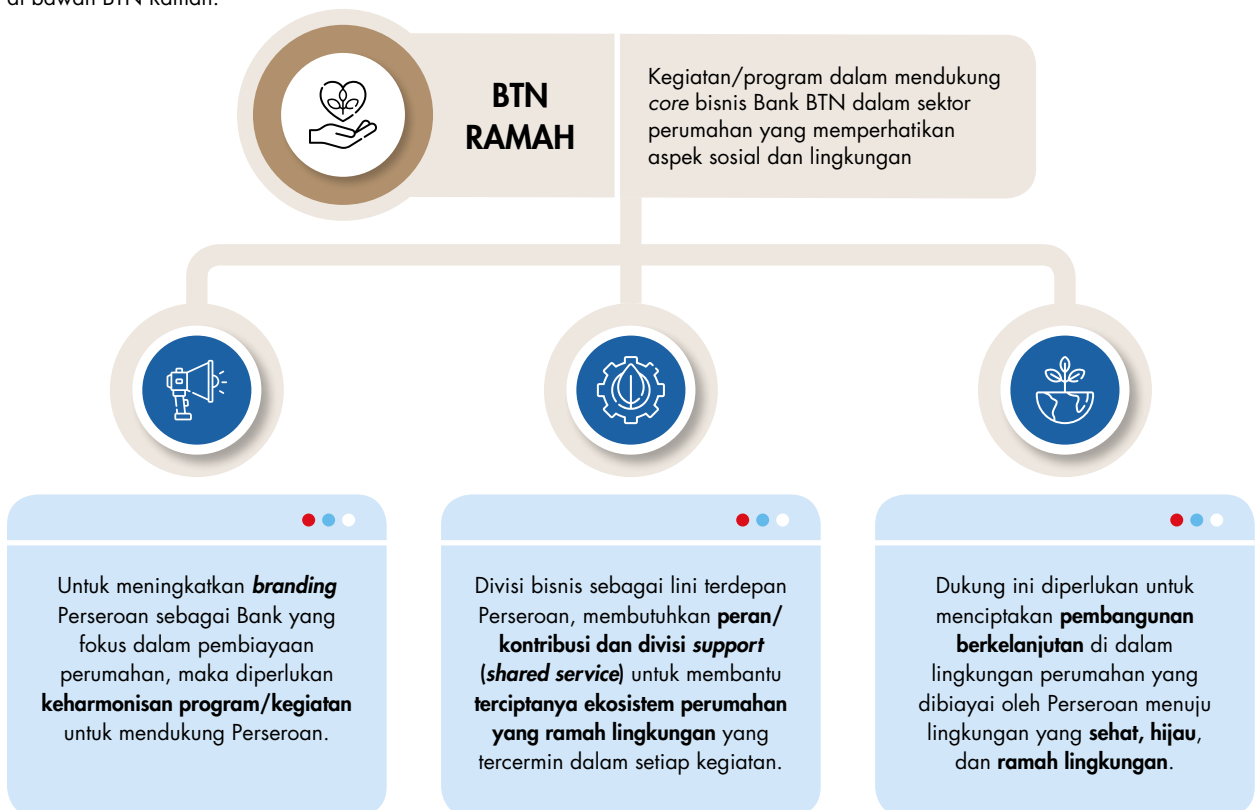 di bawah BTN Ramah.
BTN
RAMAH
Kegiatan/program dalam mendukung
core bisnis Bank BTN dalam sektor
perumahan yang memperhatikan
aspek sosial dan lingkungan
Untuk meningkatkan branding
Perseroan sebagai Bank yang
fokus dalam pembiayaan
perumahan, maka diperlukan
keharmonisan program/kegiatan
untuk mendukung Perseroan.
Divisi bisnis sebagai lini terdepan
Perseroan, membutuhkan peran/
kontribusi dan divisi support
(shared service) untuk membantu
terciptanya ekosistem perumahan
yang ramah lingkungan yang
tercermin dalam setiap kegiatan.
Dukung ini diperlukan untuk
menciptakan pembangunan
berkelanjutan di dalam
lingkungan perumahan yang
dibiayai oleh Perseroan menuju
lingkungan yang sehat, hijau,
dan ramah lingkungan.